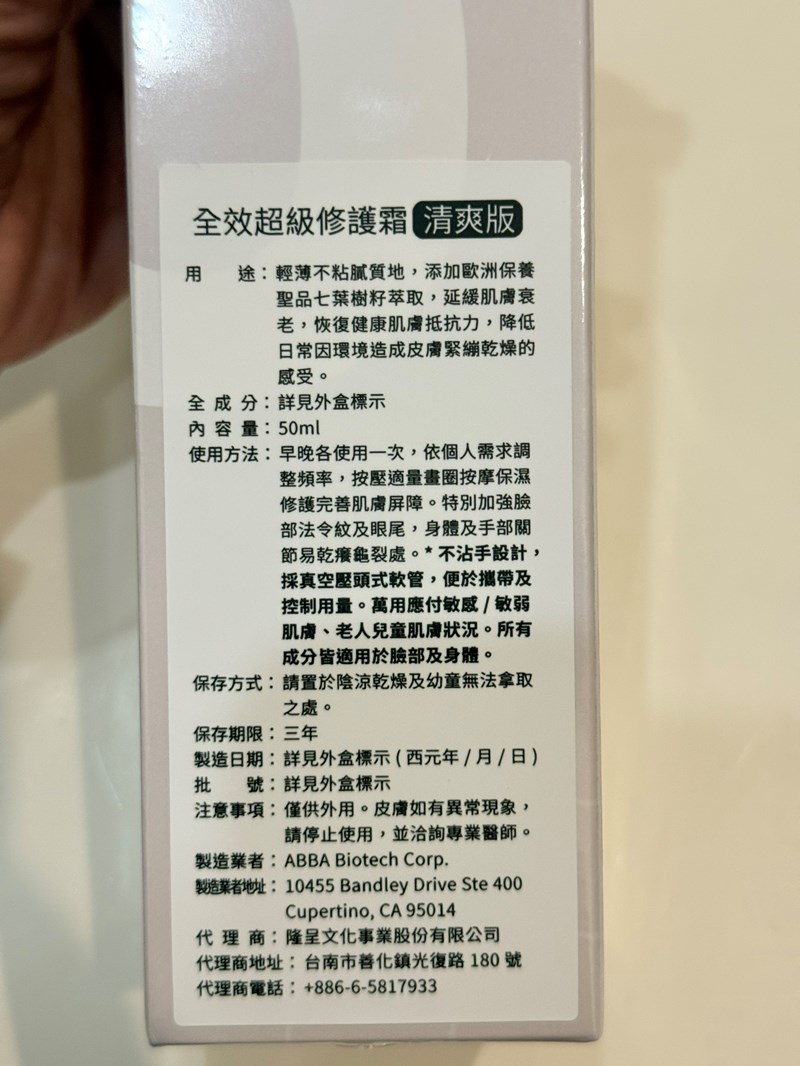 全效超級修護霜 清爽版
用　　途：輕薄不粘膩質地，添加歐洲保養
聖品七葉樹籽萃取，延緩肌膚衰
老，恢復健康肌膚抵抗力，降低
日常因環境造成皮膚緊繃乾燥的
感受。
全 成 分：詳見外盒標示
內 容 量：50ml
使用方法：早晚各使用一次，依個人需求調
整頻率，按壓適量畫圈按摩保濕
修護完善肌膚屏障。特別加強臉
部法令紋及眼尾，身體及手部關
節易乾癢龜裂處。* 不沾手設計，
採真空壓頭式軟管，便於攜帶及
控制用量。萬用應付敏感 / 敏弱
肌膚、老人兒童肌膚狀況。所有
成分皆適用於臉部及身體。
保存方式：請置於陰涼乾燥及幼童無法拿取
之處。
保存期限：三年
製造日期：詳見外盒標示 ( 西元年 / 月 / 日 )
批　　號：詳見外盒標示
注意事項：僅供外用。皮膚如有異常現象，
請停止使用，並洽詢專業醫師。
製造業者：ABBA Biotech Corp.
製造業者地址：10455 Bandley Drive Ste 400
Cupertino, CA 95014
代 理 商：隆呈文化事業股份有限公司
代理商地址：台南市善化鎮光復路 180 號
代理商電話：+886-6-5817933